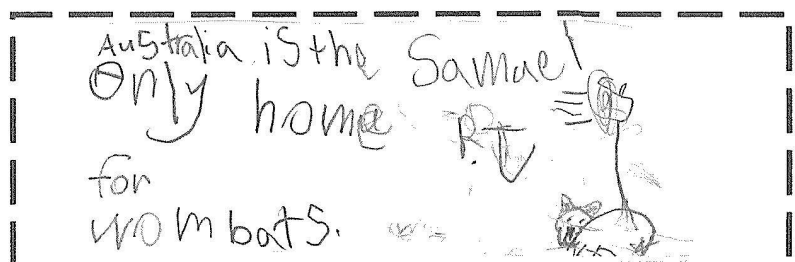 Australia is the
Only home
for
wombats.
Samuel
P.J